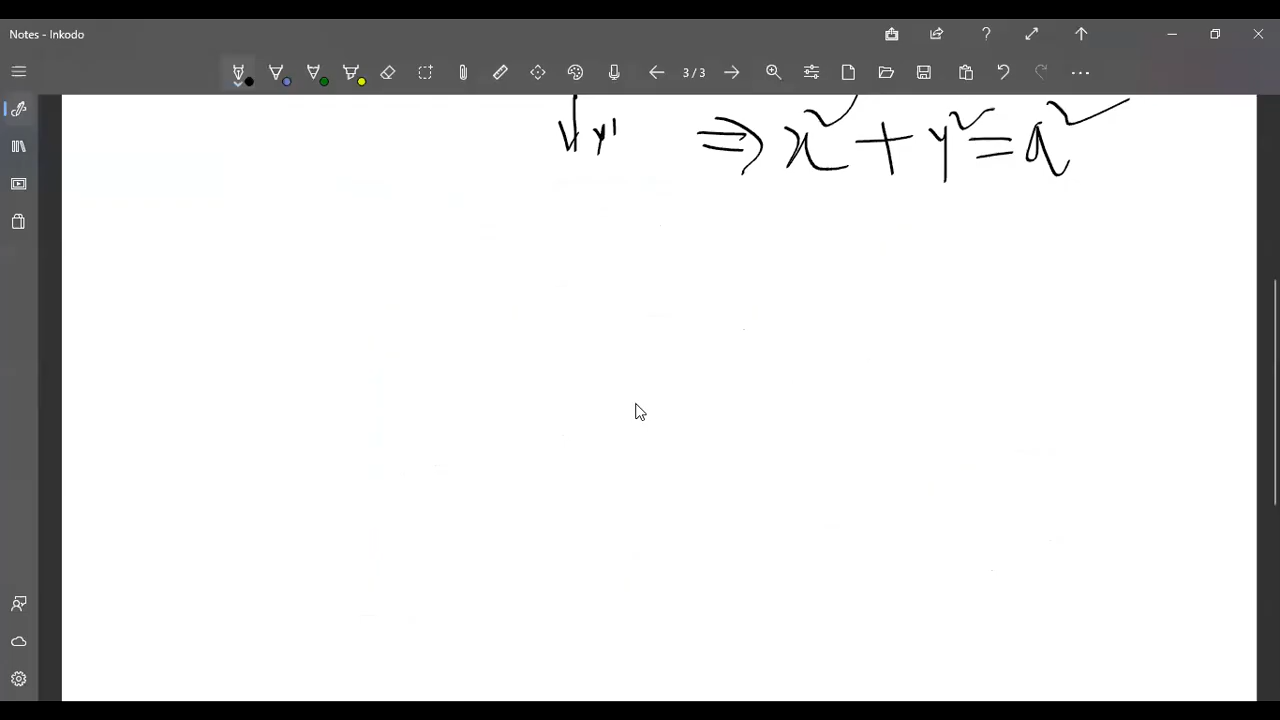 Notes - Inkodo
3/3
y' ⇒ x² + y² = a²